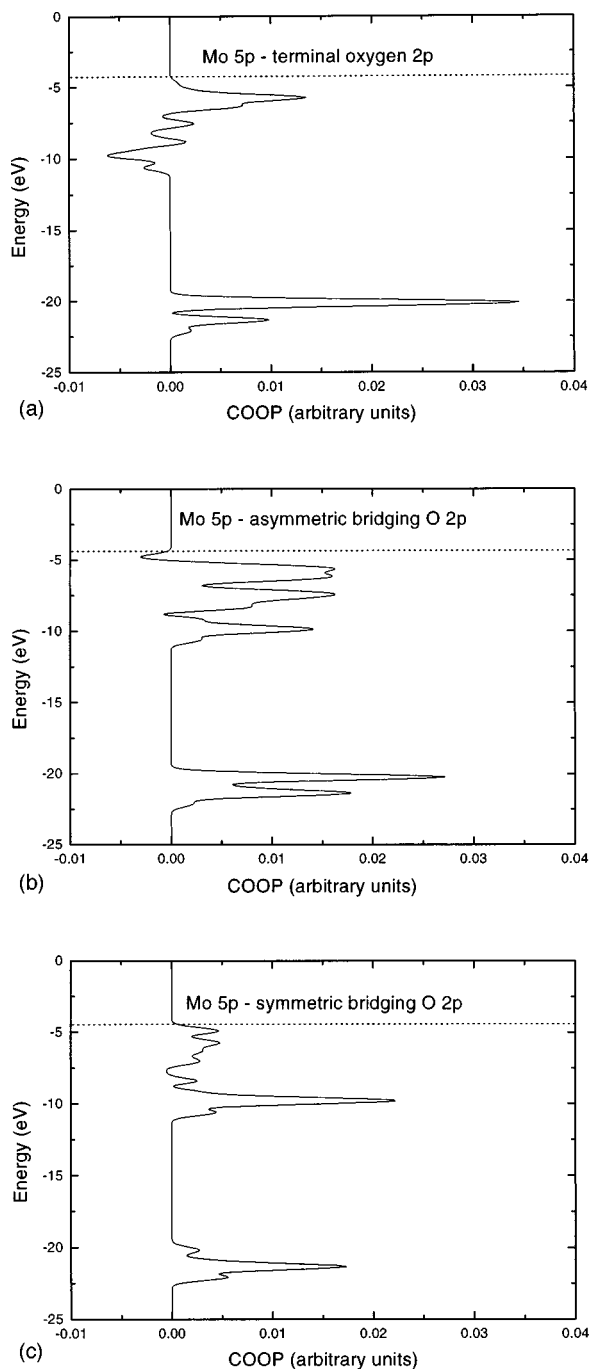 0
Mo 5p - terminal oxygen 2p
-5
-10
-15
-20
-25
Energy (eV)
-0.01 0.00 0.01 0.02 0.03 0.04
COOP (arbitrary units)
(a)
0
Mo 5p - asymmetric bridging O 2p
-5
-10
-15
-20
-25
Energy (eV)
-0.01 0.00 0.01 0.02 0.03 0.04
COOP (arbitrary units)
(b)
0
Mo 5p - symmetric bridging O 2p
-5
-10
-15
-20
-25
Energy (eV)
-0.01 0.00 0.01 0.02 0.03 0.04
COOP (arbitrary units)
(c)